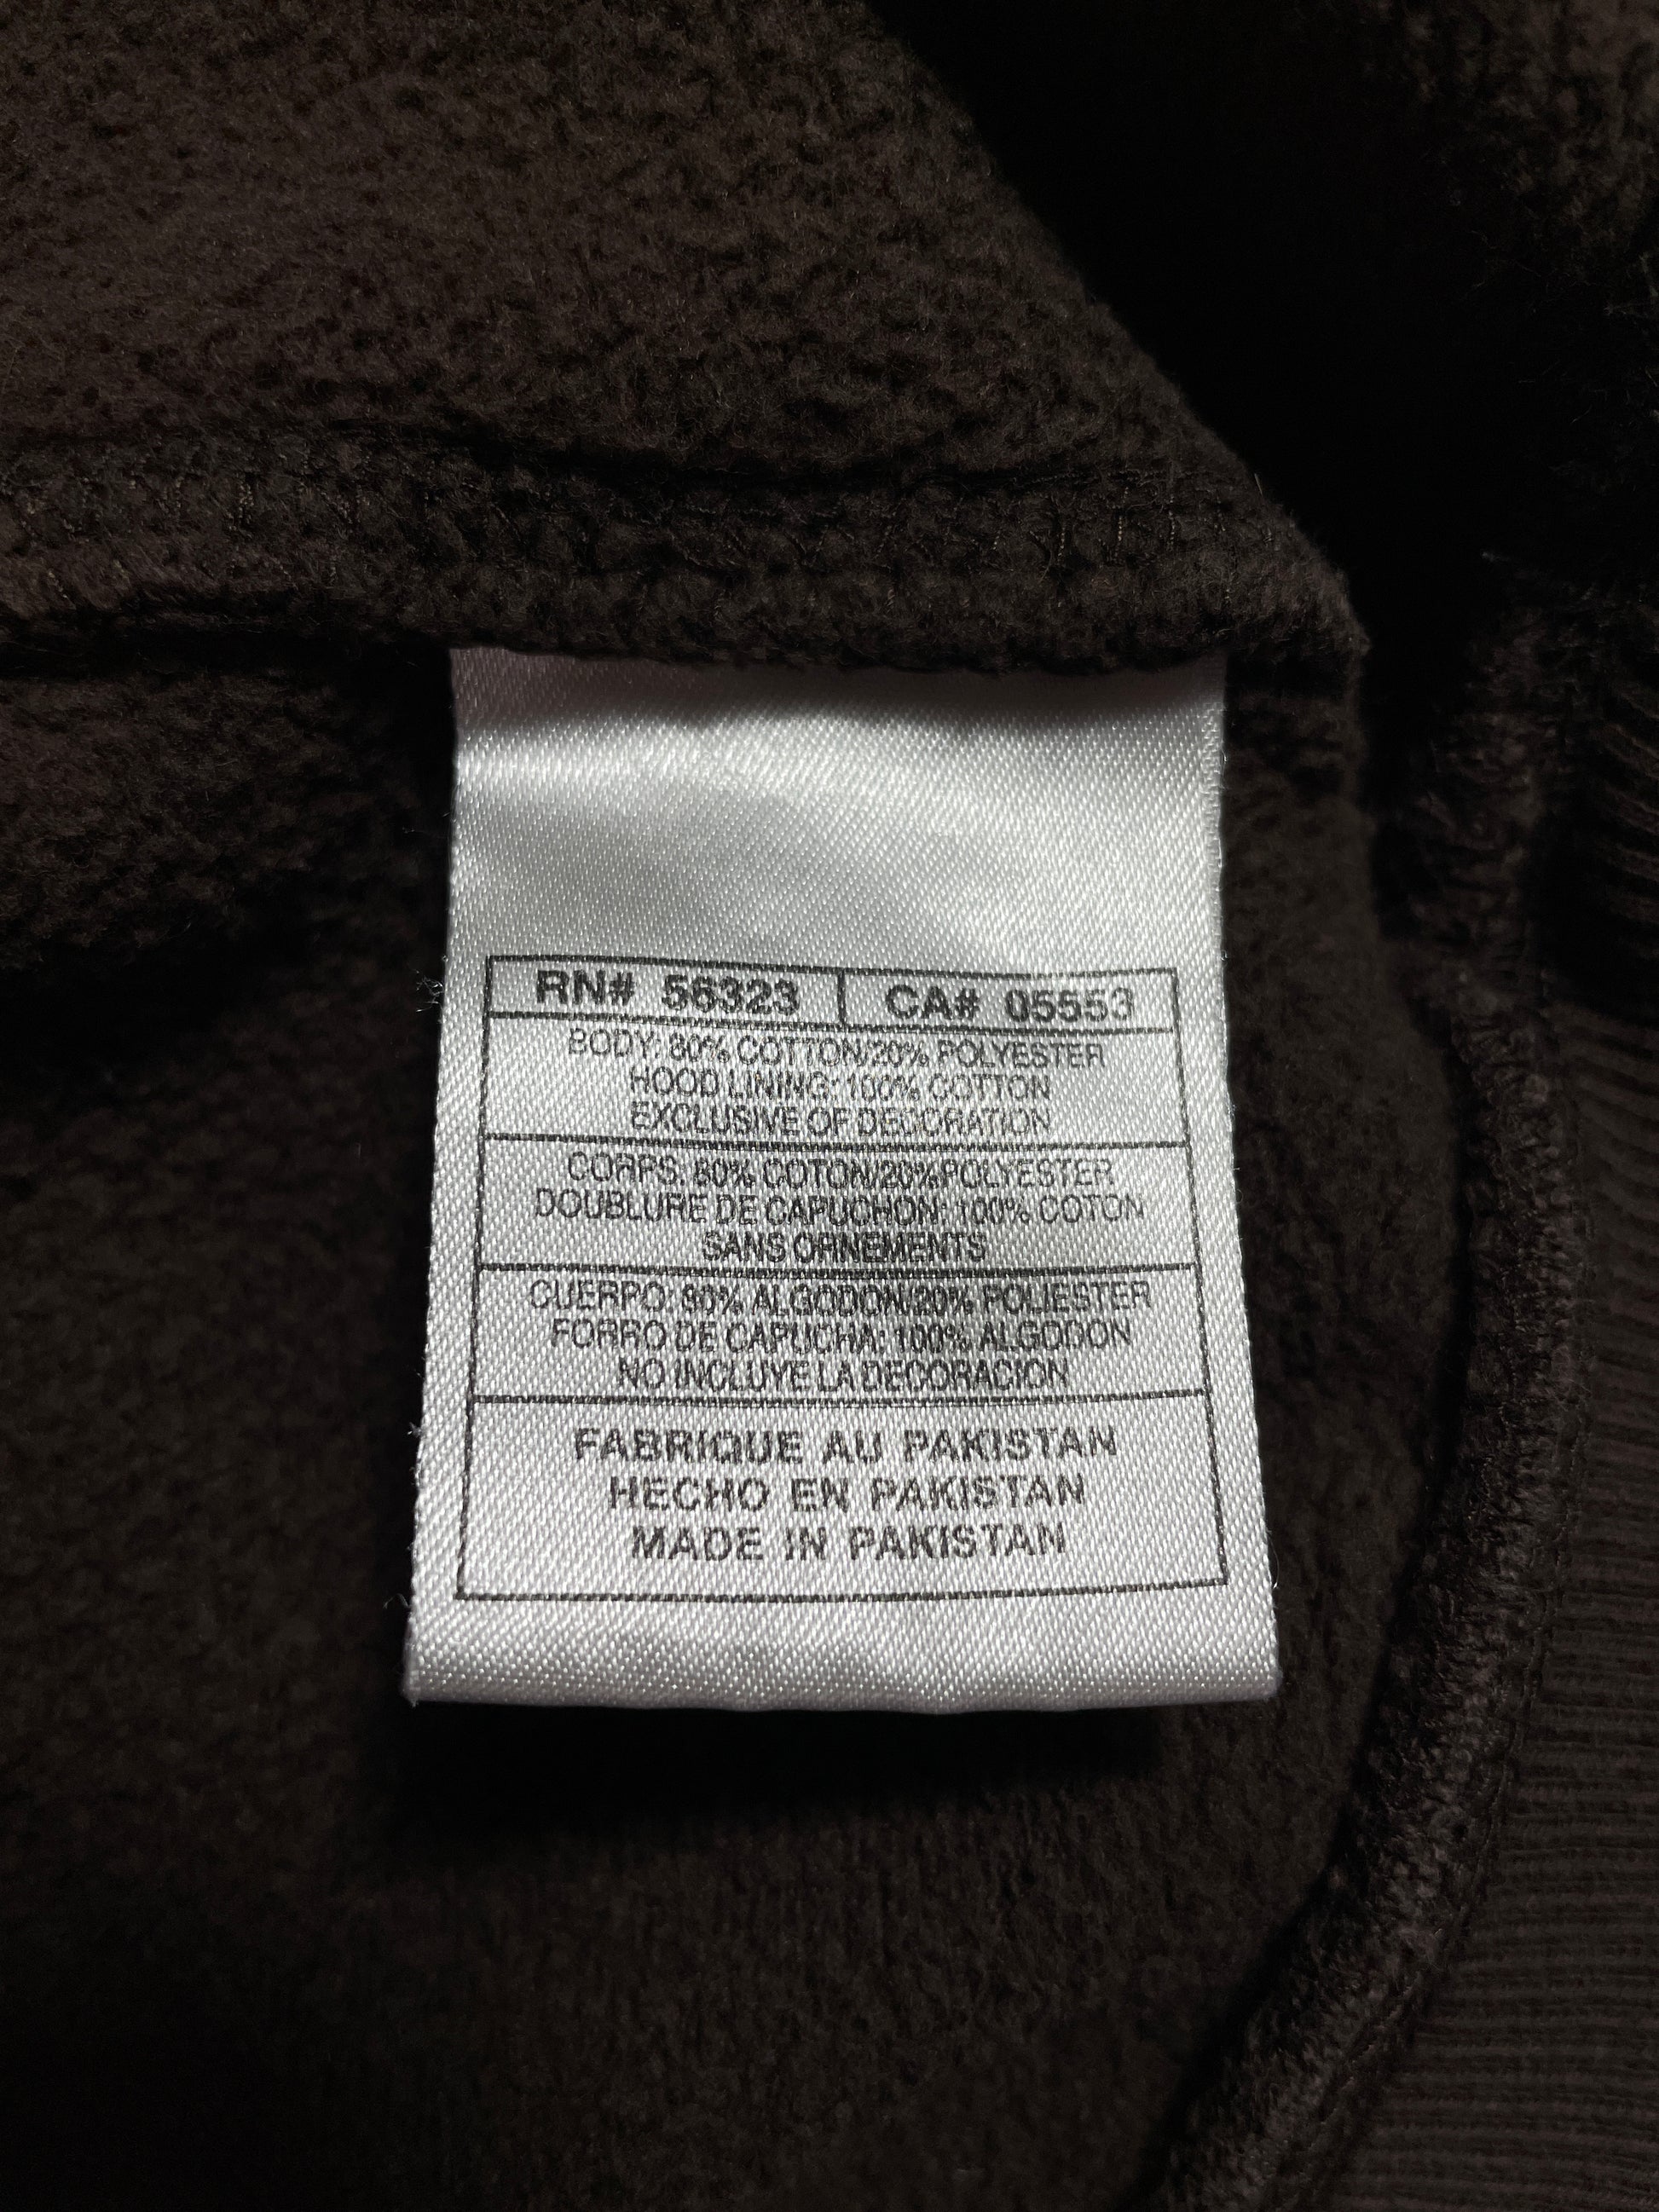 RN# 56323 CA# 05553
BODY: 80% COTTON/20% POLYESTER
HOOD LINING: 100% COTTON
EXCLUSIVE OF DECORATION
CORPS: 80% COTON/20%POLYESTER
DOUBLURE DE CAPUCHON: 100% COTON
SANS ORNEMENTS
CUERPO: 80% ALGODON/20% POLIESTER
FORRO DE CAPUCHA: 100% ALGODON
NO INCLUYE LA DECORACION
FABRIQUE AU PAKISTAN
HECHO EN PAKISTAN
MADE IN PAKISTAN